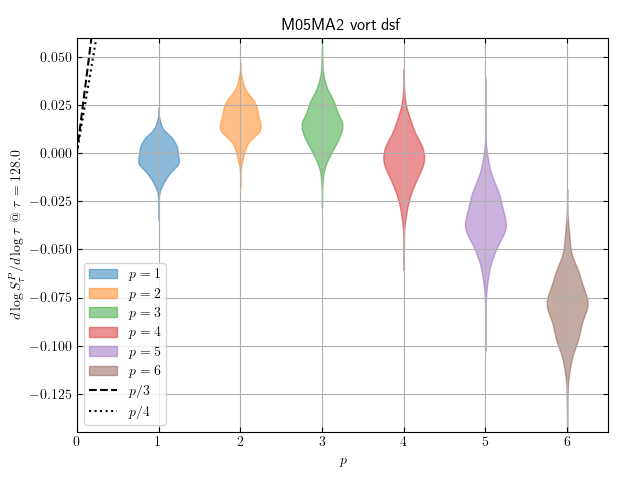 M05MA2 vort dsf
d log S_τ^P / d log τ @ τ = 128.0
0.050
0.025
0.000
−0.025
−0.050
−0.075
−0.100
−0.125
p = 1
p = 2
p = 3
p = 4
p = 5
p = 6
p/3
p/4
0 1 2 3 4 5 6
p